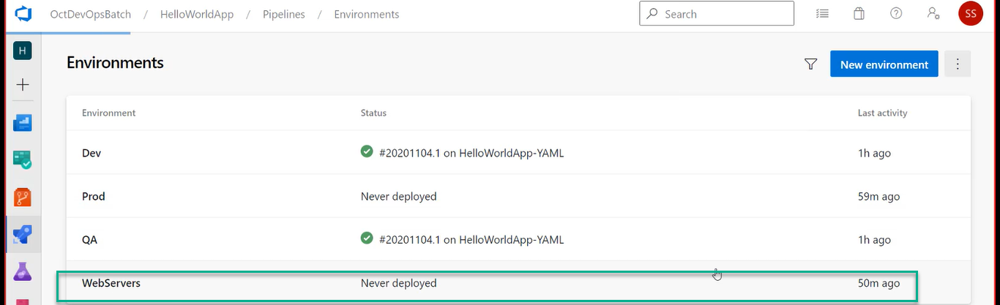 OctDevOpsBatch / HelloWorldApp / Pipelines / Environments Search SS
H
Environments New environment
Environment Status Last activity
Dev #20201104.1 on HelloWorldApp-YAML 1h ago
Prod Never deployed 59m ago
QA #20201104.1 on HelloWorldApp-YAML 1h ago
WebServers Never deployed 50m ago